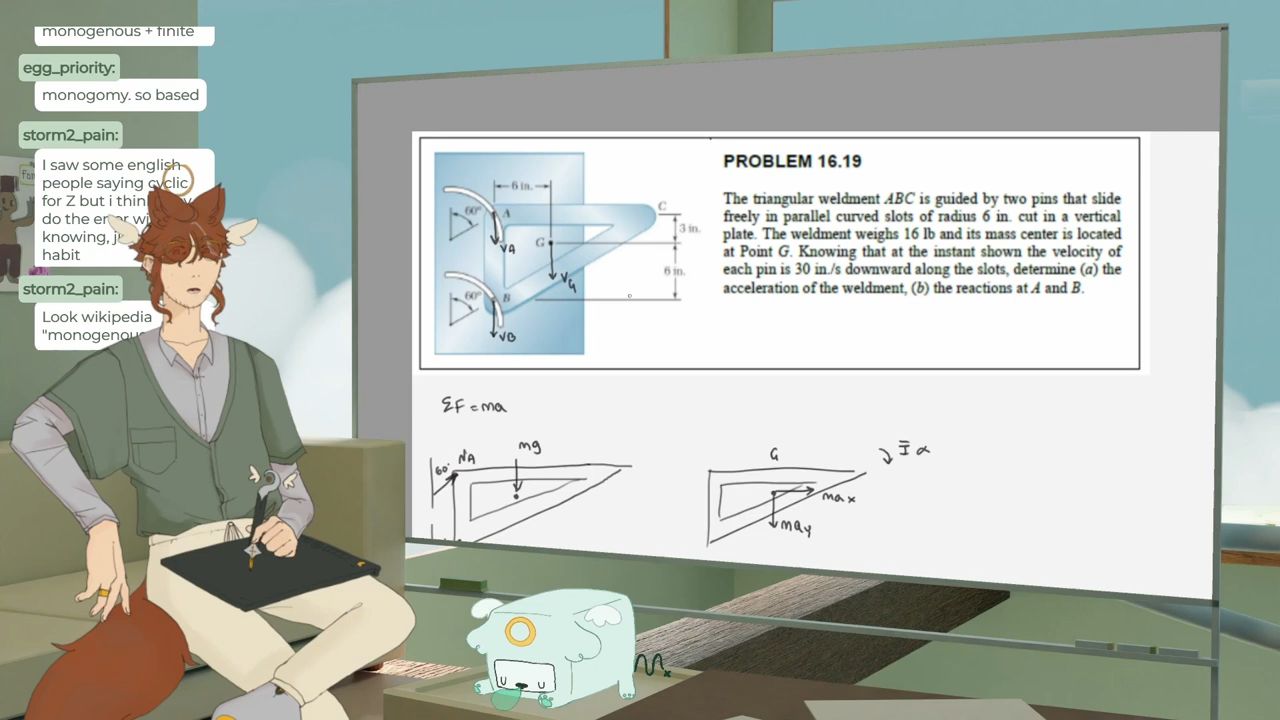 monogenous + finite
egg_priority:
monogomy. so based
storm2_pain:
I saw some english
people saying cyclic
for Z but i
do the
knowing,
habit
storm2_pain:
Look wikipedia
PROBLEM 16.19
The triangular weldment ABC is guided by two pins that slide
freely in parallel curved slots of radius 6 in. cut in a vertical
plate. The weldment weighs 16 lb and its mass center is located
at Point G. Knowing that at the instant shown the velocity of
each pin is 30 in./s downward along the slots, determine (a) the
acceleration of the weldment, (b) the reactions at A and B.
6 in.
60°
A
C
VA
G
3 in.
VG
6 in.
60°
B
VB
ΣF = ma
60°
NA
mg
G
Īα
max
may